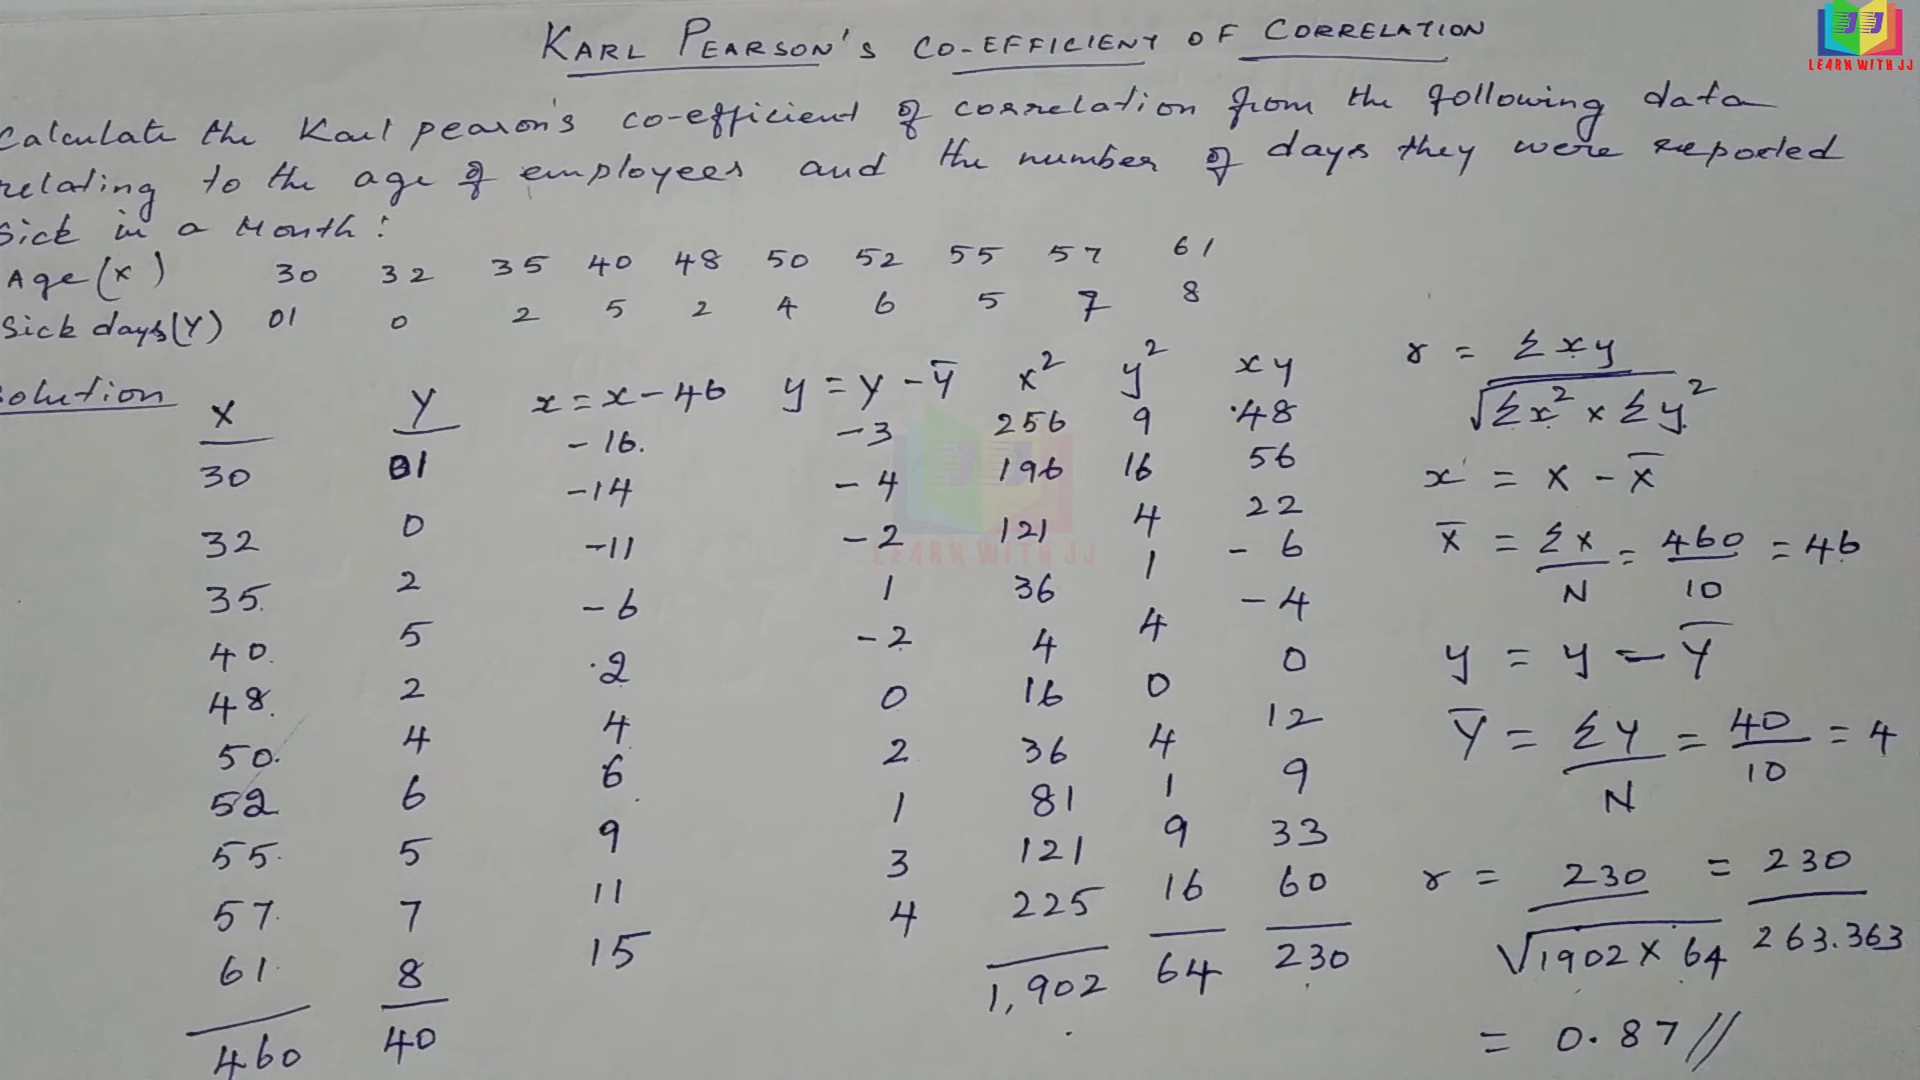 KARL PEARSON'S CO-EFFICIENT OF CORRELATION
LEARN WITH JJ
Calculate the Karl pearon's co-efficient of correlation from the following data
relating to the age of employees and the number of days they were reported
Sick in a Month:
Age(X) 30 32 35 40 48 50 52 55 57 61
Sick days(Y) 01 0 2 5 2 4 6 5 7 8
solution
X Y x = x - 46 y = Y - Ȳ x² y² xy
30 01 -16. -3 256 9 48
32 0 -14 -4 196 16 56
35. 2 -11 -2 121 4 22
40. 5 -6 1 36 1 -6
48. 2 2 -2 4 4 -4
50. 4 4 0 16 0 0
52 6 6 2 36 4 12
55. 5 9 1 81 1 9
57. 7 11 3 121 9 33
61. 8 15 4 225 16 60
460 40 1,902 64 230
LEARN WITH JJ
r = Σxy / √Σx² × Σy²
x = X - X̄
X̄ = ΣX / N = 460 / 10 = 46
y = y - Ȳ
Ȳ = ΣY / N = 40 / 10 = 4
r = 230 / √1902 × 64 = 230 / 263.363
= 0.87//